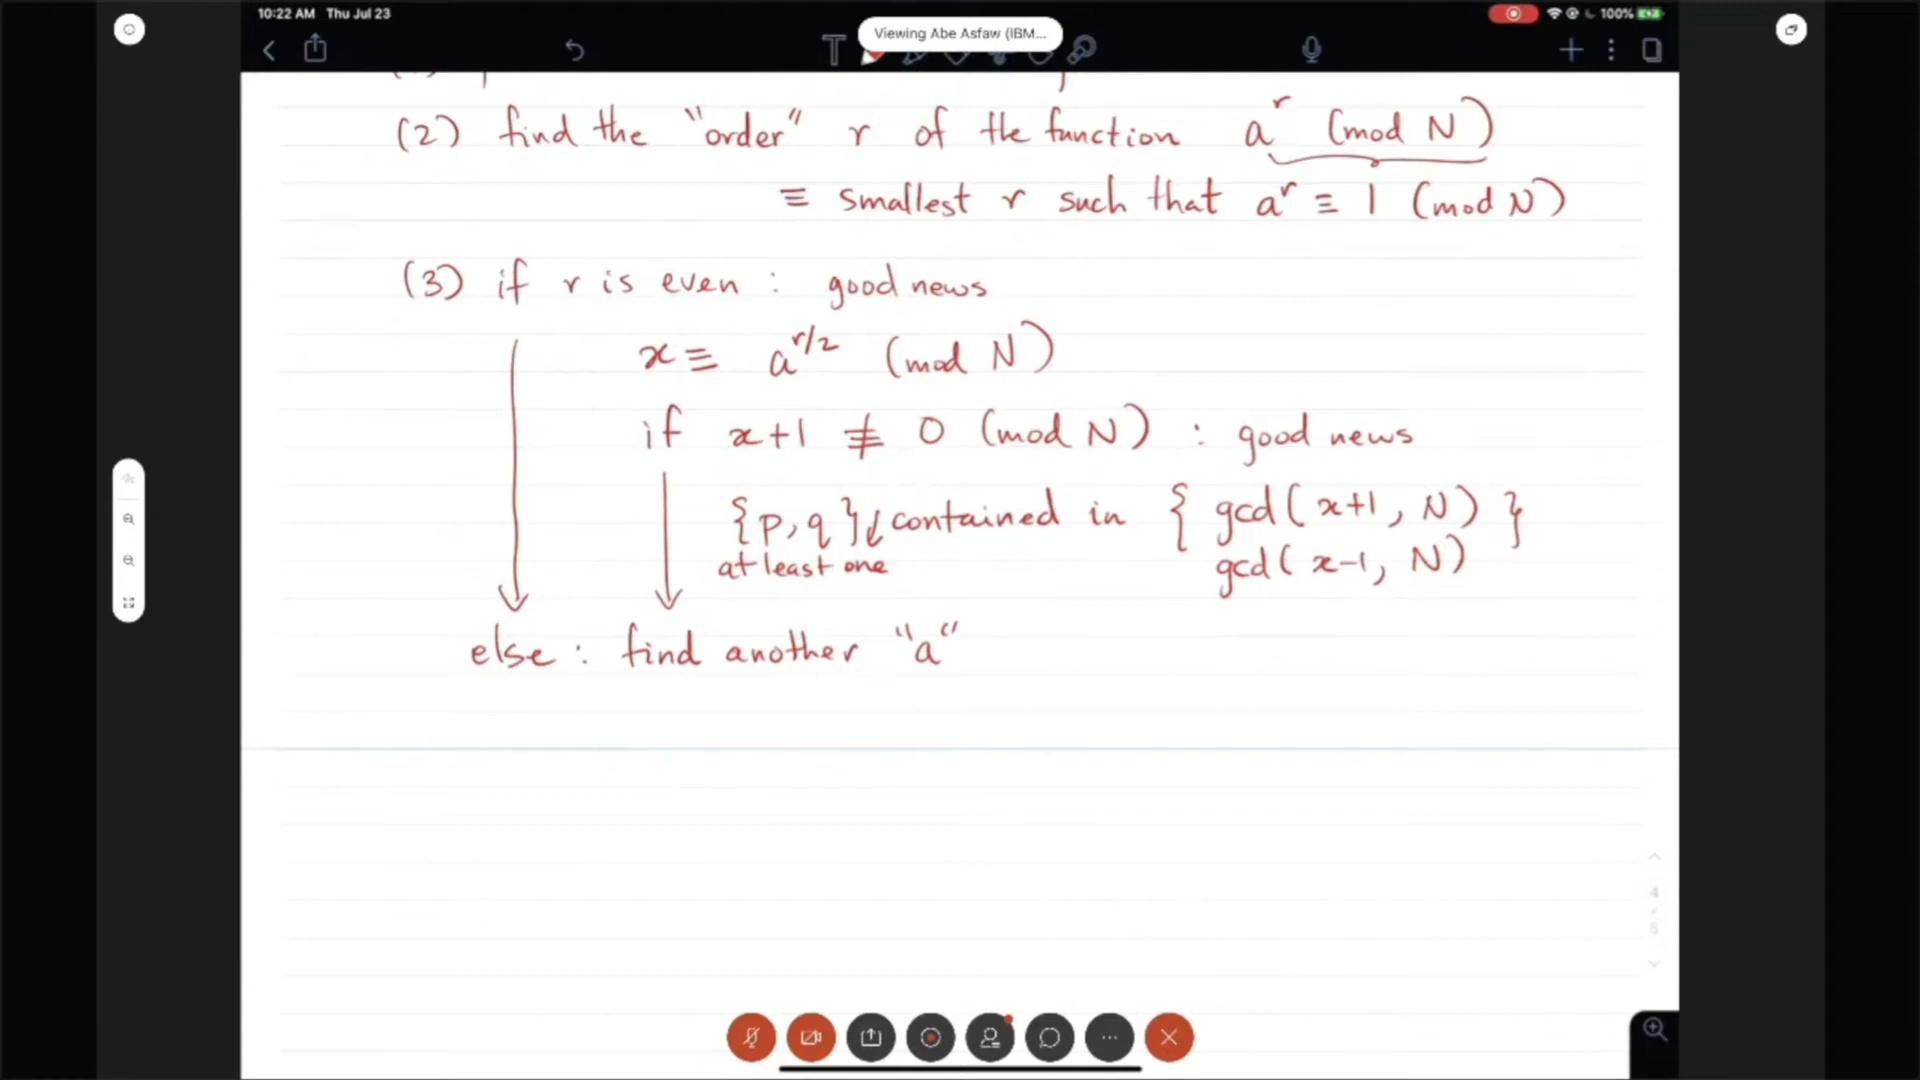 10:22 AM Thu Jul 23
100%
Viewing Abe Asfaw (IBM...
(2) find the "order" r of the function a^r (mod N)
≡ smallest r such that a^r ≡ 1 (mod N)
(3) if r is even : good news
x ≡ a^{r/2} (mod N)
if x+1 ≢ 0 (mod N) : good news
{p, q} contained in { gcd(x+1, N) }
at least one gcd(x-1, N)
else : find another "a"
4
/
5